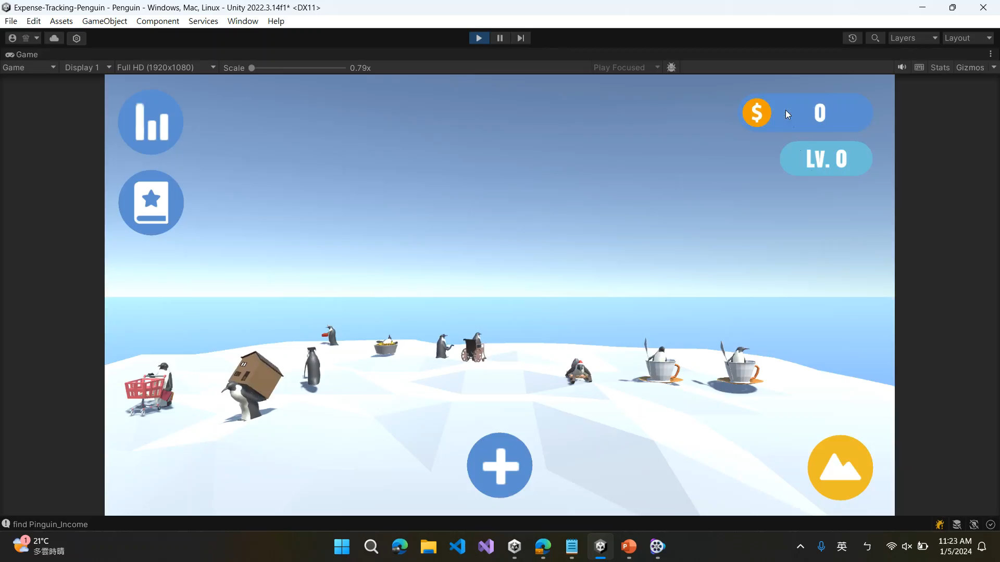 Expense-Tracking-Penguin - Penguin - Windows, Mac, Linux - Unity 2022.3.14f1* <DX11>
File Edit Assets GameObject Component Services Window Help
Layers Layout
Game
Game Display 1 Full HD (1920x1080) Scale 0.79x Play Focused Stats Gizmos
$ 0
LV. 0
find Pinguin_Income
1 21°C
多雲時晴
英 ㄅ
11:23 AM
1/5/2024